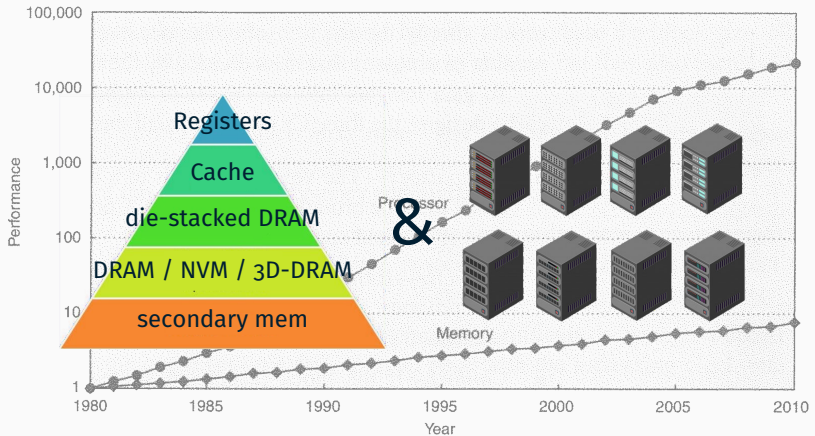 100,000
10,000
1,000
100
10
1
Performance
Registers
Cache
die-stacked DRAM
DRAM / NVM / 3D-DRAM
secondary mem
&
Processor
Memory
1980
1985
1990
1995
2000
2005
2010
Year